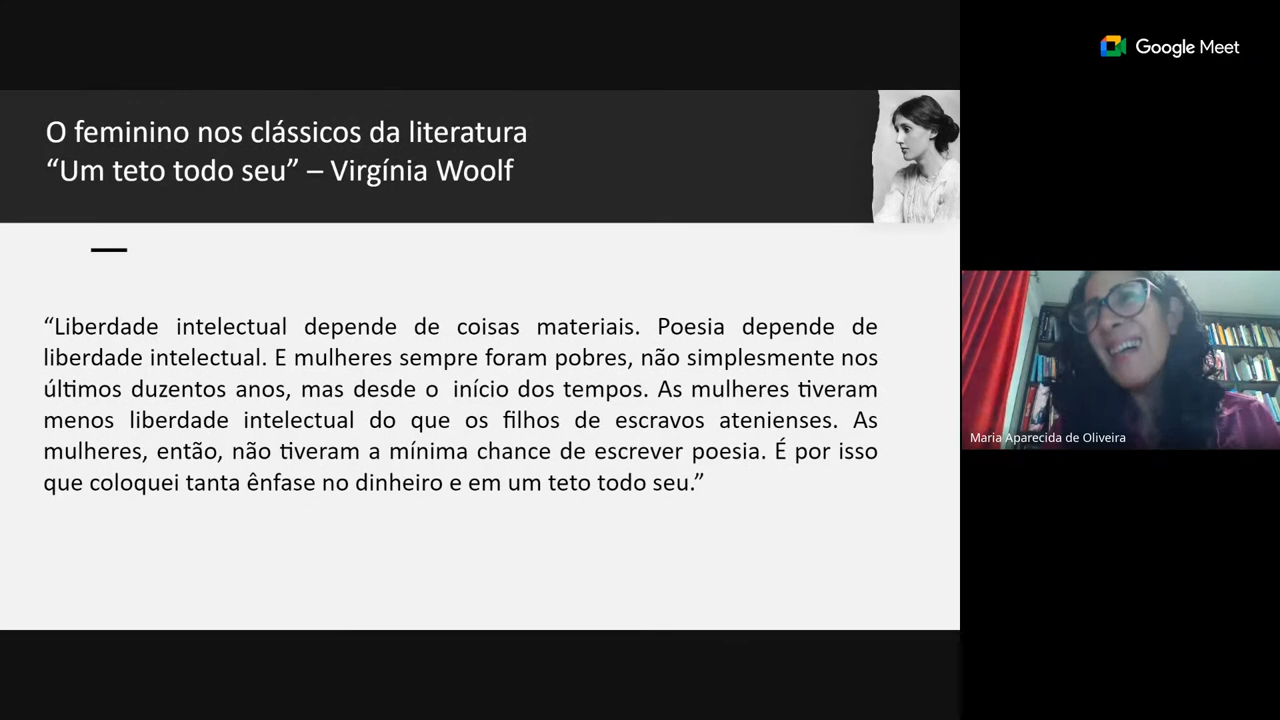 Google Meet
O feminino nos clássicos da literatura
“Um teto todo seu” – Virgínia Woolf
“Liberdade intelectual depende de coisas materiais. Poesia depende de
liberdade intelectual. E mulheres sempre foram pobres, não simplesmente nos
últimos duzentos anos, mas desde o início dos tempos. As mulheres tiveram
menos liberdade intelectual do que os filhos de escravos atenienses. As
mulheres, então, não tiveram a mínima chance de escrever poesia. É por isso
que coloquei tanta ênfase no dinheiro e em um teto todo seu.”
Maria Aparecida de Oliveira